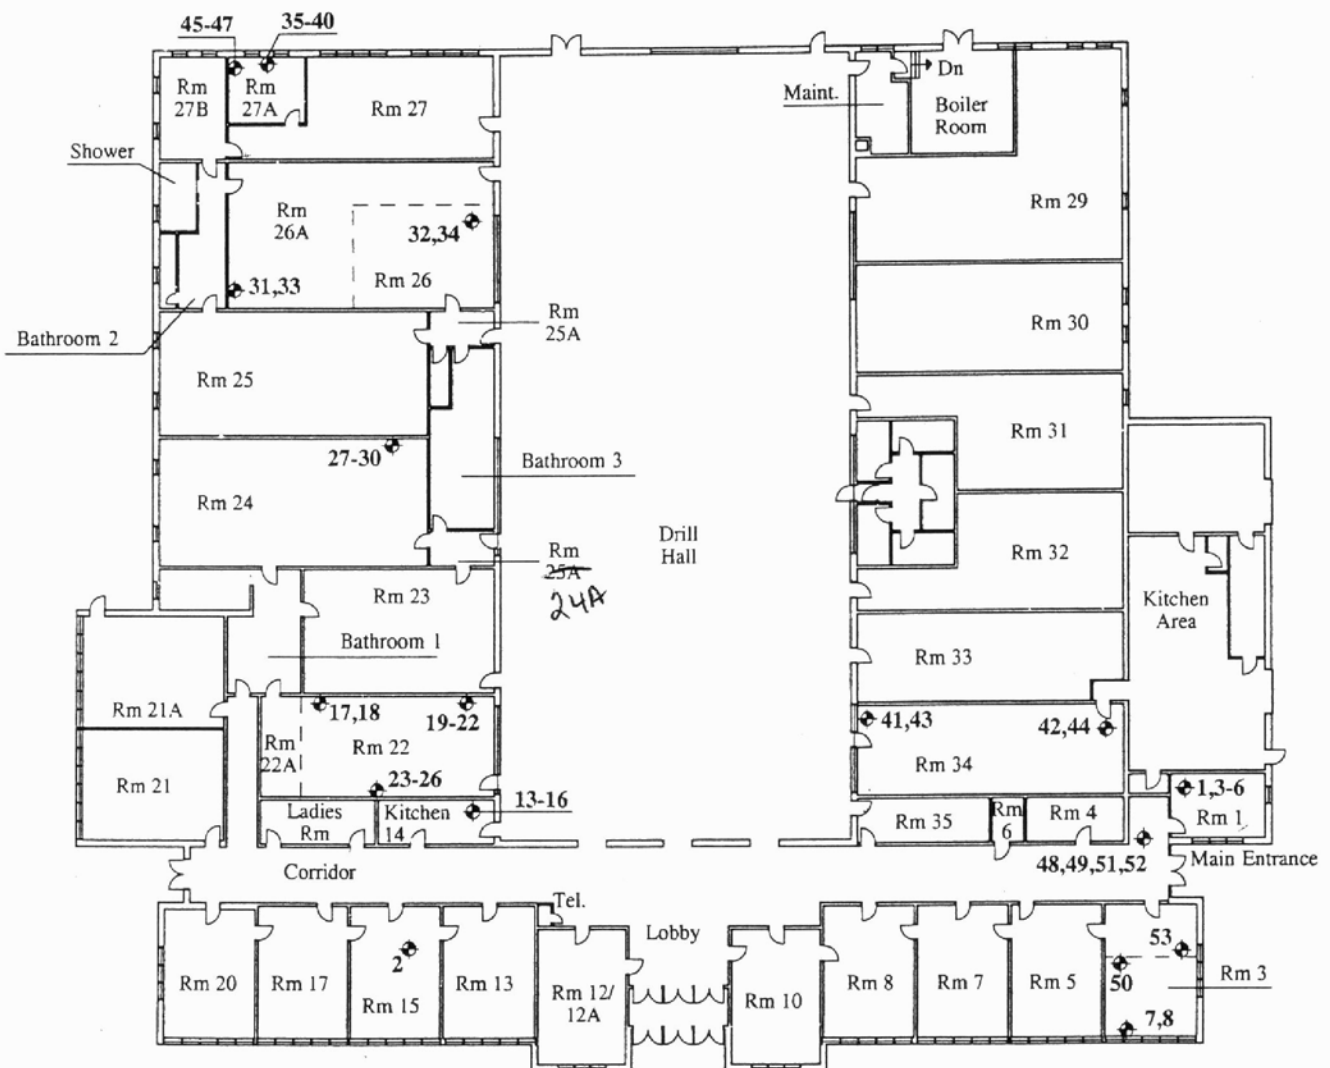 45-47
35-40
Rm
27B
Rm
27A
Rm 27
Maint.
Dn
Boiler
Room
Shower
Rm
26A
32,34
Rm 26
31,33
Rm 29
Bathroom 2
Rm
25A
Rm 30
Rm 25
Rm 31
27-30
Bathroom 3
Rm 24
Drill
Hall
Rm 32
Rm
25A
24A
Rm 23
Kitchen
Area
Bathroom 1
Rm 33
Rm 21A
17,18
19-22
41,43
42,44
Rm
22A
Rm 22
Rm 34
Rm 21
23-26
13-16
1,3-6
Rm 1
Ladies
Rm
Kitchen
14
Rm 35
Rm
6
Rm 4
48,49,51,52
Main Entrance
Corridor
Tel.
Lobby
2
53
50
Rm 3
Rm 20
Rm 17
Rm 15
Rm 13
Rm 12/
12A
Rm 10
Rm 8
Rm 7
Rm 5
7,8